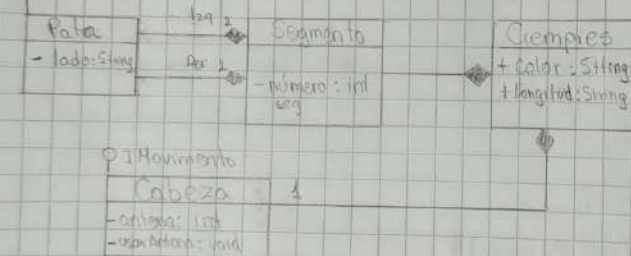 Pata
- lado: String
Izq 2
Der 2
Segmento
- número: int
seg
Ciempies
+ Color: String
+ Longitud: String
IMovimiento
Cabeza
1
- antena: int